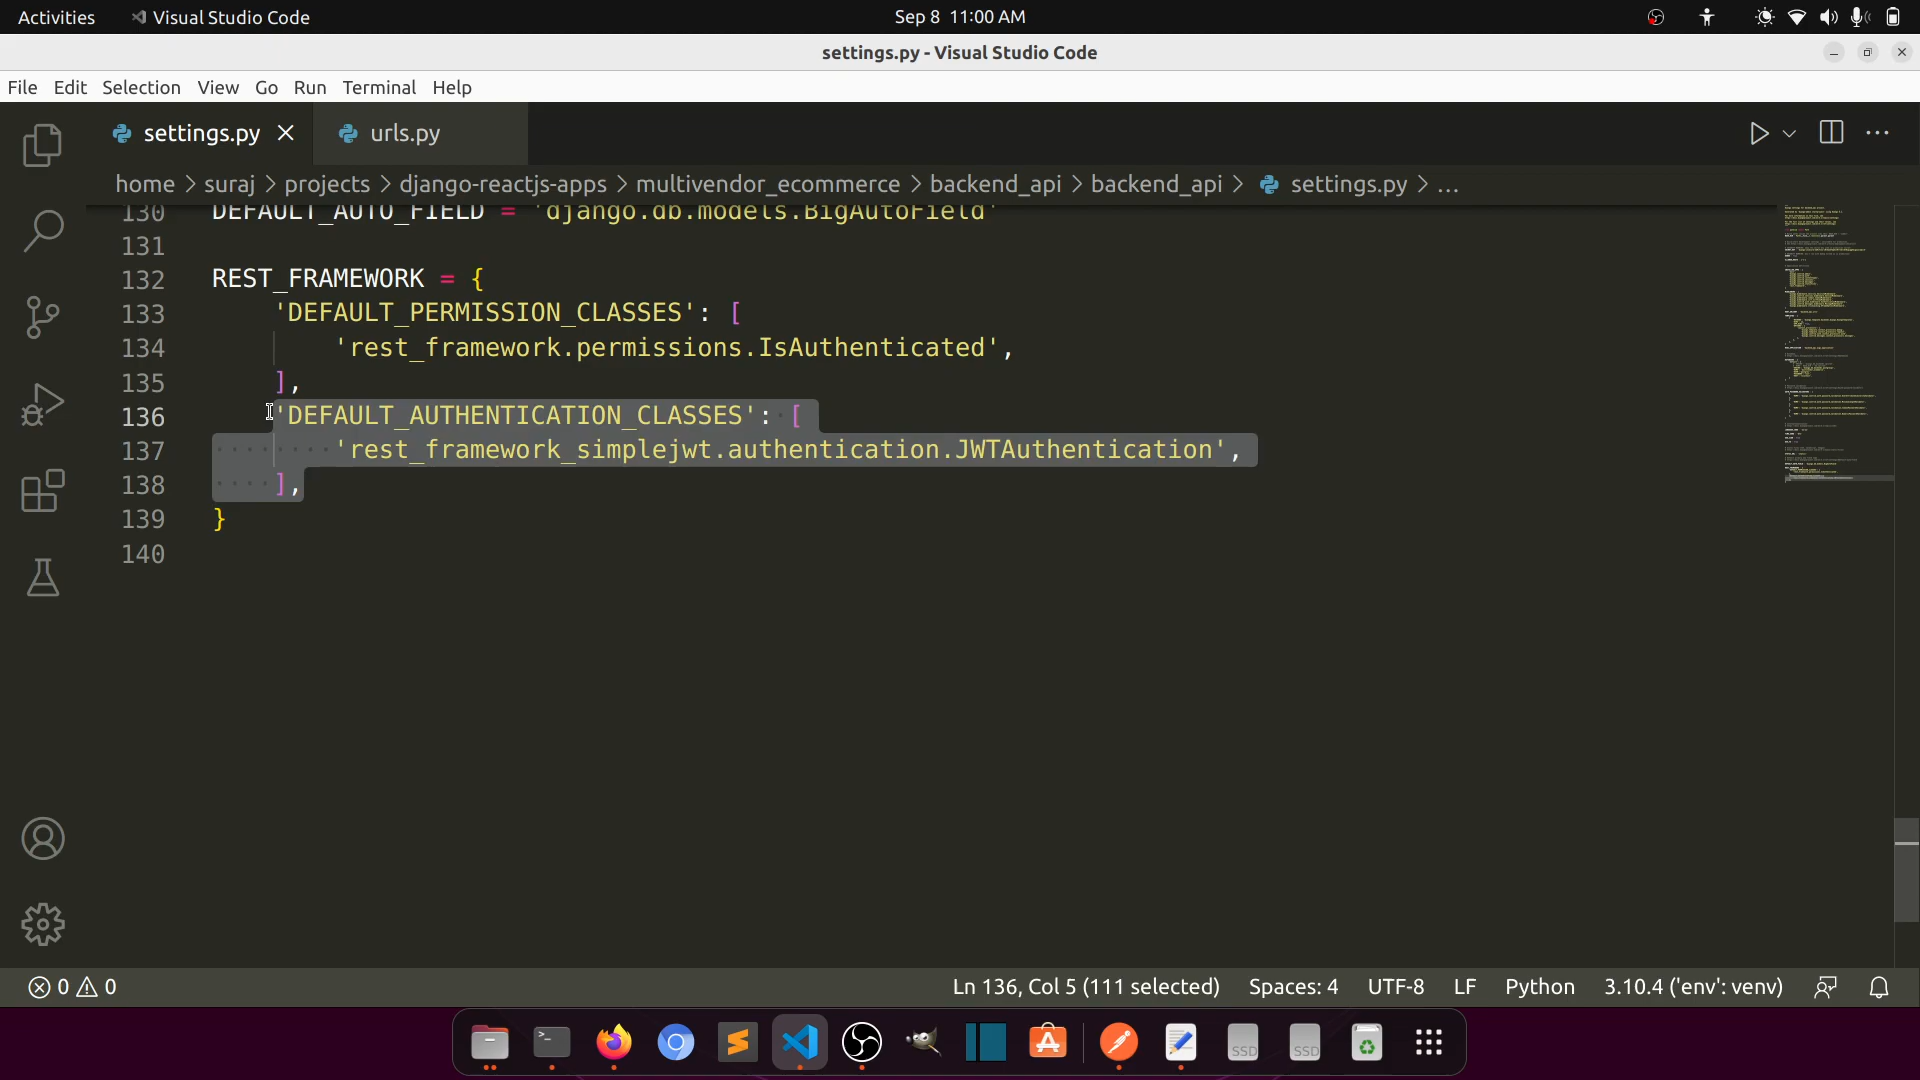 Activities Visual Studio Code Sep 8 11:00 AM
settings.py - Visual Studio Code
File Edit Selection View Go Run Terminal Help
settings.py urls.py
home > suraj > projects > django-reactjs-apps > multivendor_ecommerce > backend_api > backend_api > settings.py > ...
130 DEFAULT_AUTO_FIELD = 'django.db.models.BigAutoField'
131
132 REST_FRAMEWORK = {
133 'DEFAULT_PERMISSION_CLASSES': [
134 'rest_framework.permissions.IsAuthenticated',
135 ],
136 'DEFAULT_AUTHENTICATION_CLASSES': [
137 'rest_framework_simplejwt.authentication.JWTAuthentication',
138 ],
139 }
140
0 0 Ln 136, Col 5 (111 selected) Spaces: 4 UTF-8 LF Python 3.10.4 ('env': venv)
SSD SSD